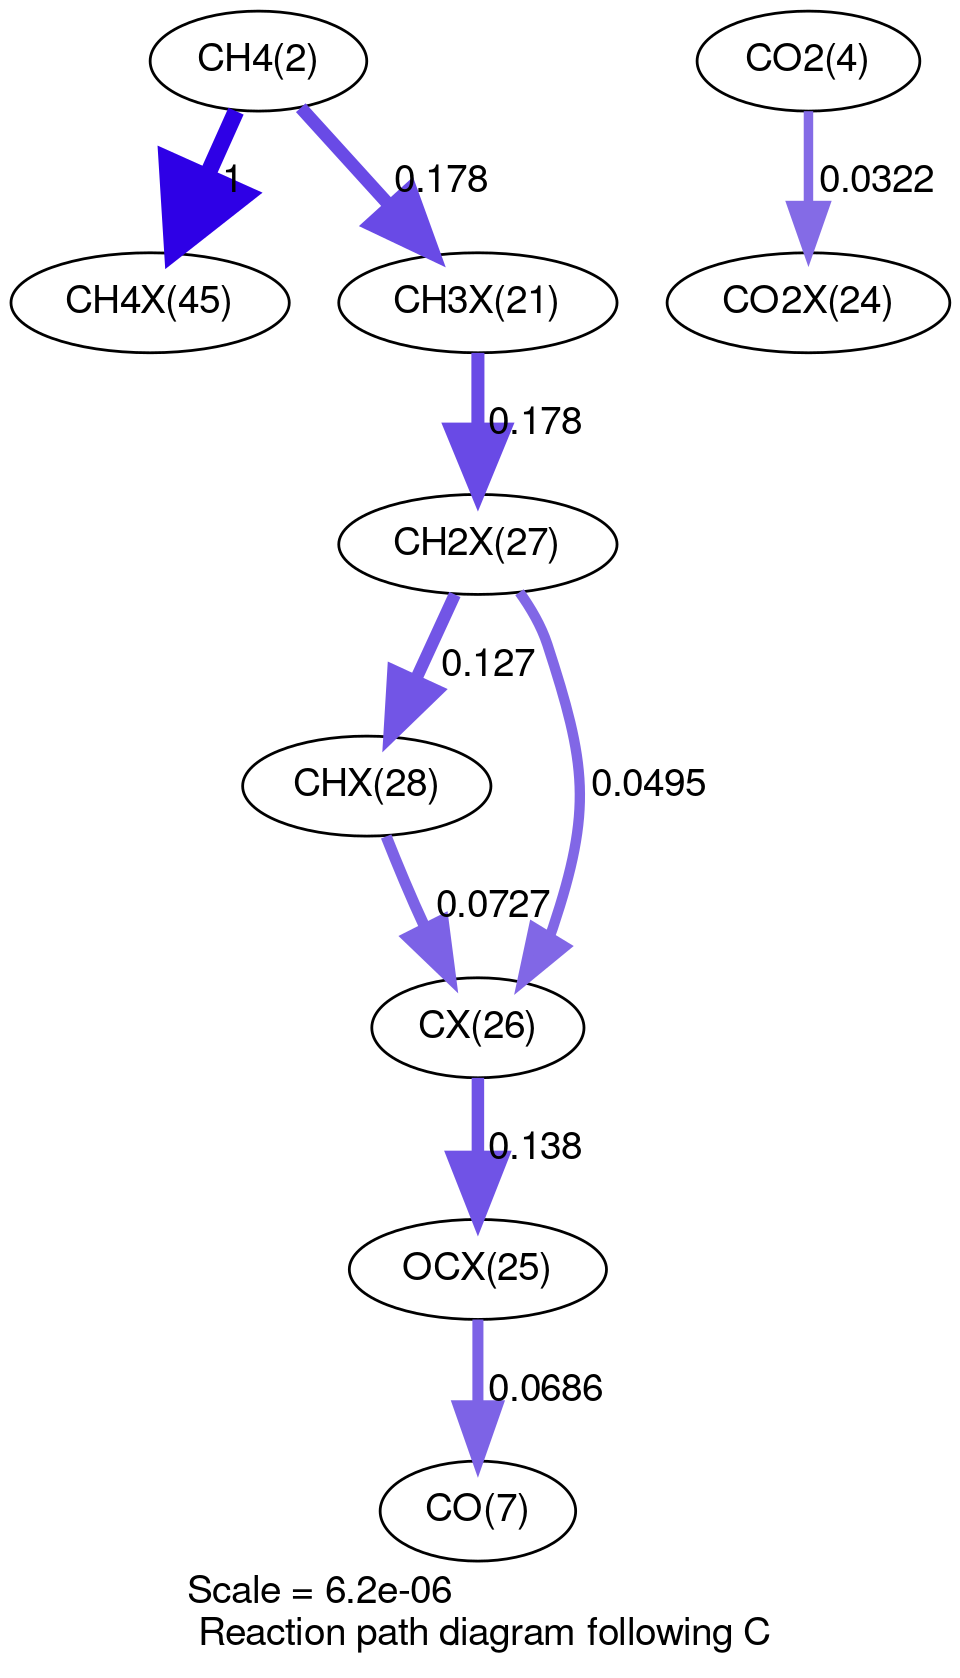 CH4(2)
CO2(4)
1
0.178
0.0322
CH4X(45)
CH3X(21)
CO2X(24)
0.178
CH2X(27)
0.127
0.0495
CHX(28)
0.0727
CX(26)
0.138
OCX(25)
0.0686
CO(7)
Scale = 6.2e-06
Reaction path diagram following C